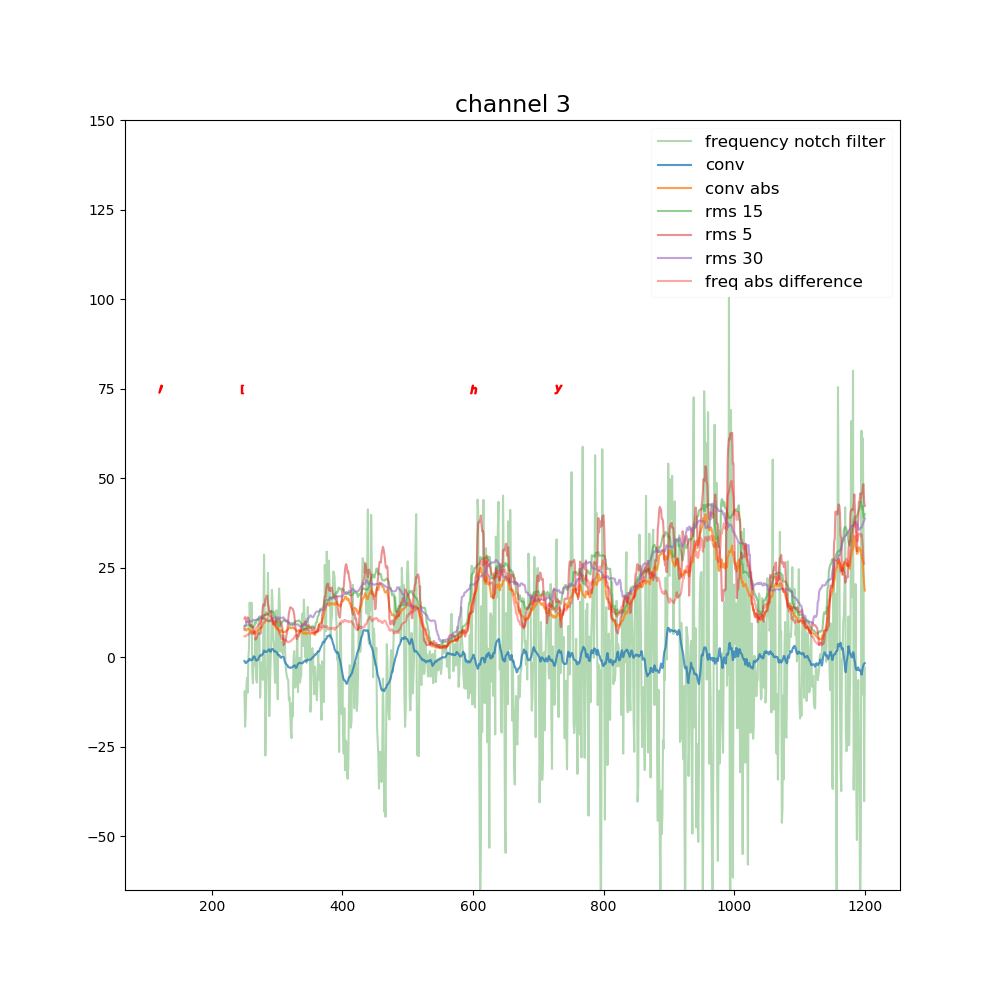 channel 3
150
125
100
75
50
25
0
−25
−50
200 400 600 800 1000 1200
frequency notch filter
conv
conv abs
rms 15
rms 5
rms 30
freq abs difference
h y